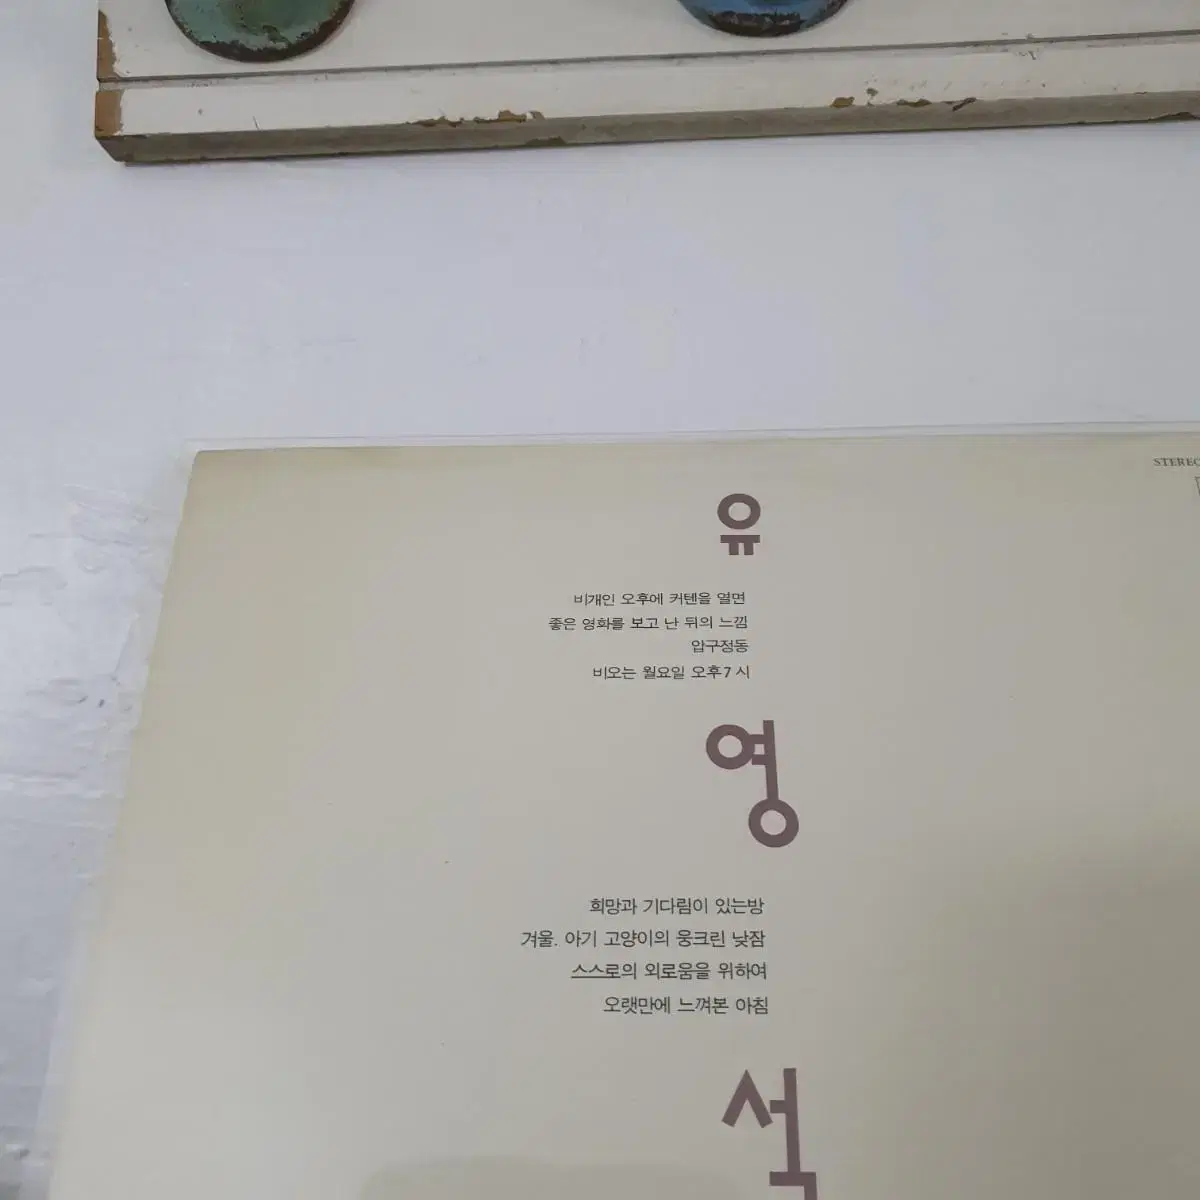 STEREO
유
비개인 오후에 커텐을 열면
좋은 영화를 보고 난 뒤의 느낌
압구정동
비오는 월요일 오후7시
영
희망과 기다림이 있는방
겨울. 아기 고양이의 웅크린 낮잠
스스로의 외로움을 위하여
오랫만에 느껴본 아침
석